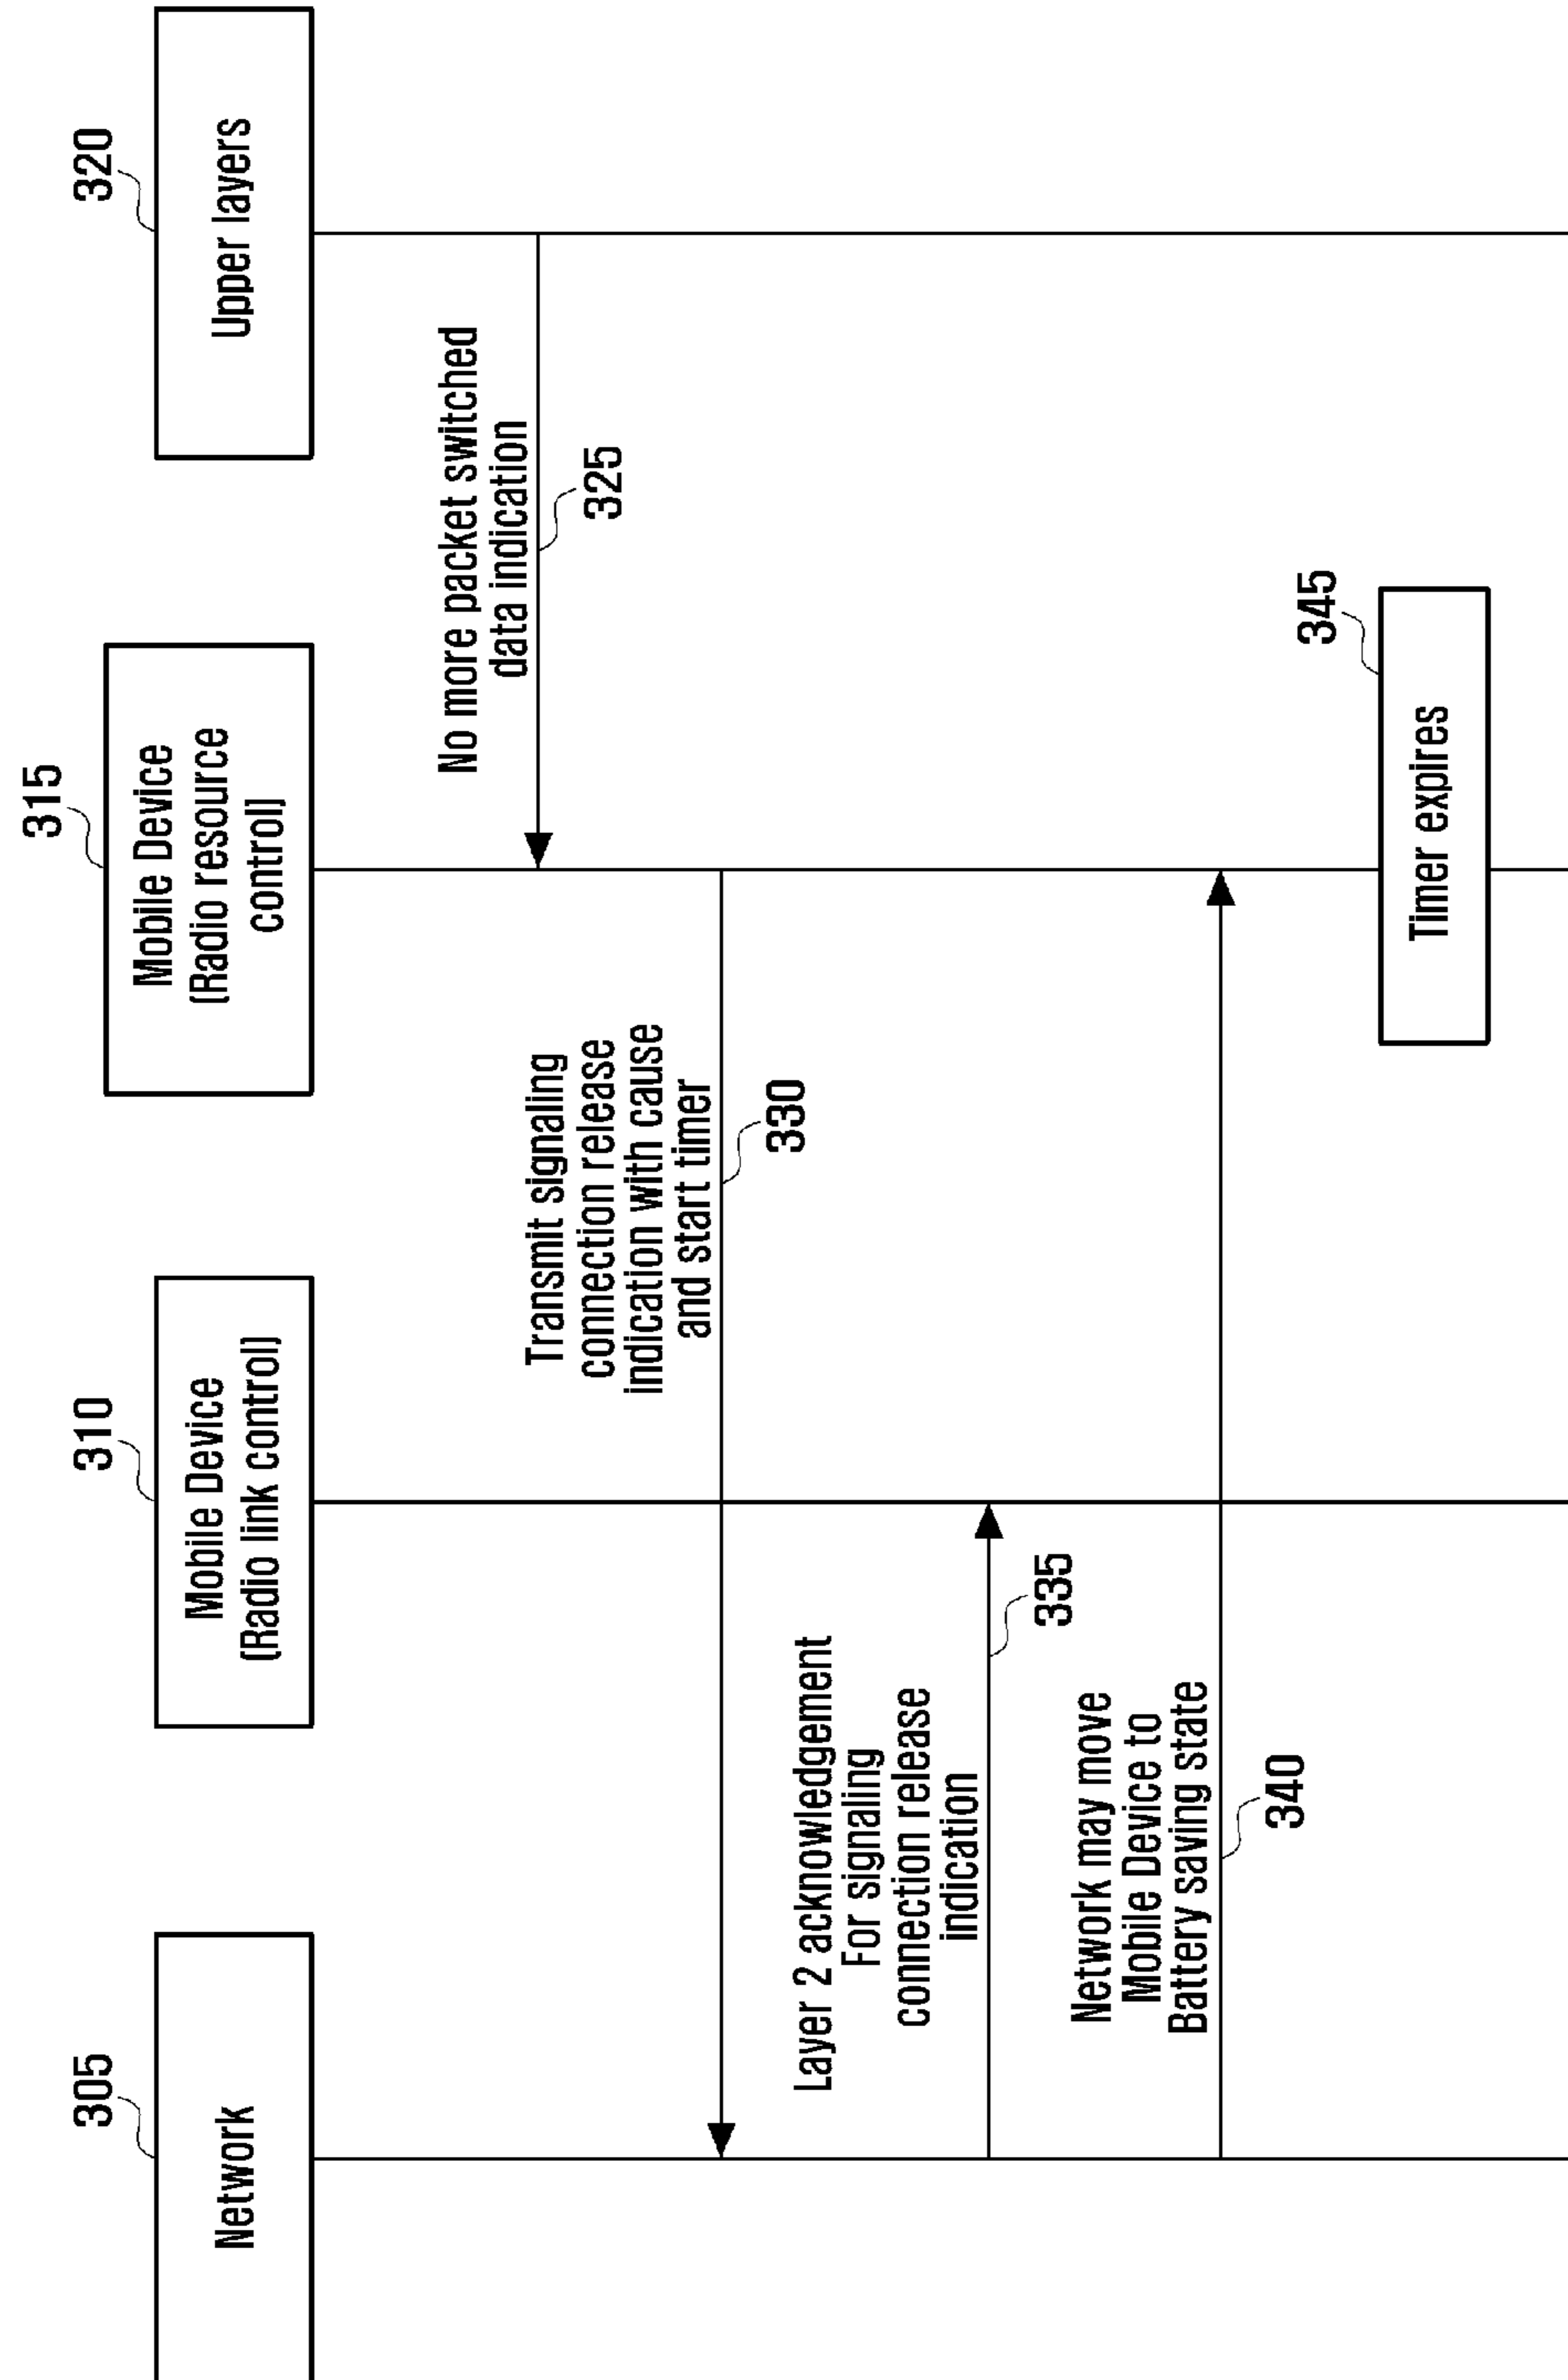 305
Network
310
Mobile Device
(Radio link control)
315
Mobile Device
(Radio resource
control)
320
Upper layers
No more packet switched
data indication
325
Transmit signaling
connection release
indication with cause
and start timer
330
Layer 2 acknowledgement
For signaling
connection release
indication
335
Network may move
Mobile Device to
Battery saving state
340
345
Timer expires